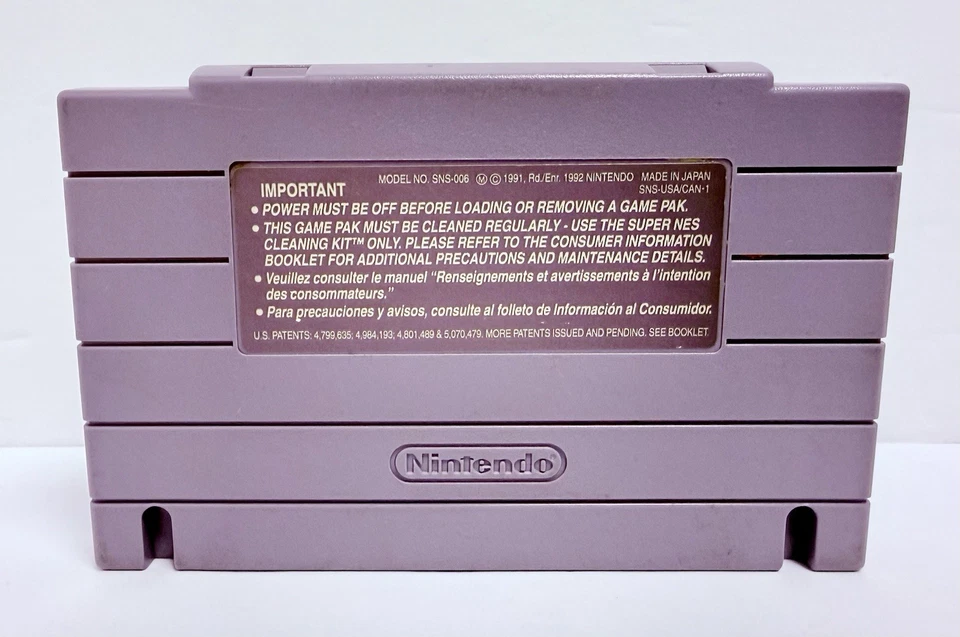 IMPORTANT
MODEL NO. SNS-006 Ⓜ Ⓒ 1991, Rd./Enr. 1992 NINTENDO MADE IN JAPAN
SNS-USA/CAN-1
• POWER MUST BE OFF BEFORE LOADING OR REMOVING A GAME PAK.
• THIS GAME PAK MUST BE CLEANED REGULARLY - USE THE SUPER NES
CLEANING KIT™ ONLY. PLEASE REFER TO THE CONSUMER INFORMATION
BOOKLET FOR ADDITIONAL PRECAUTIONS AND MAINTENANCE DETAILS.
• Veuillez consulter le manuel "Renseignements et avertissements à l'intention
des consommateurs."
• Para precauciones y avisos, consulte al folleto de Información al Consumidor.
U.S. PATENTS: 4,799,635; 4,984,193; 4,801,489 & 5,070,479. MORE PATENTS ISSUED AND PENDING. SEE BOOKLET
Nintendo®